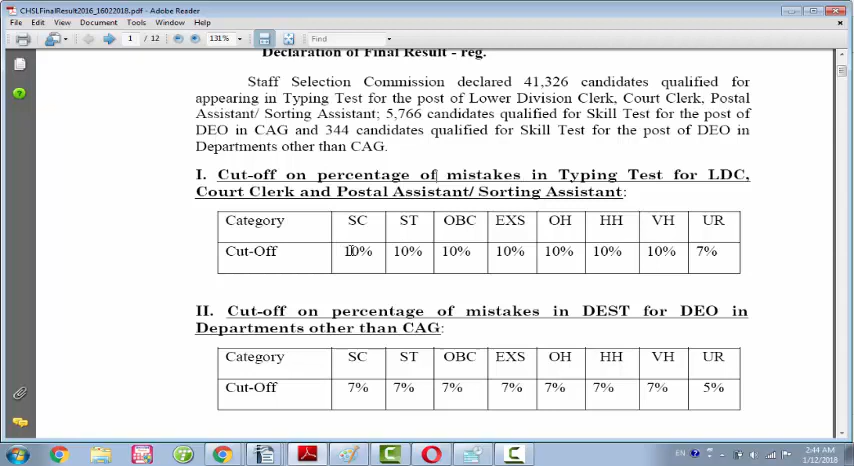 CHSLFinalResult2016_16022018.pdf - Adobe Reader
File Edit View Document Tools Window Help
1 / 12 131% Find
Declaration of Final Result - reg.
Staff Selection Commission declared 41,326 candidates qualified for
appearing in Typing Test for the post of Lower Division Clerk, Court Clerk, Postal
Assistant/ Sorting Assistant; 5,766 candidates qualified for Skill Test for the post of
DEO in CAG and 344 candidates qualified for Skill Test for the post of DEO in
Departments other than CAG.
I. Cut-off on percentage of mistakes in Typing Test for LDC,
Court Clerk and Postal Assistant/ Sorting Assistant:
Category SC ST OBC EXS OH HH VH UR
Cut-Off 10% 10% 10% 10% 10% 10% 10% 7%
II. Cut-off on percentage of mistakes in DEST for DEO in
Departments other than CAG:
Category SC ST OBC EXS OH HH VH UR
Cut-Off 7% 7% 7% 7% 7% 7% 7% 5%
EN 2:44 AM
1/12/2018